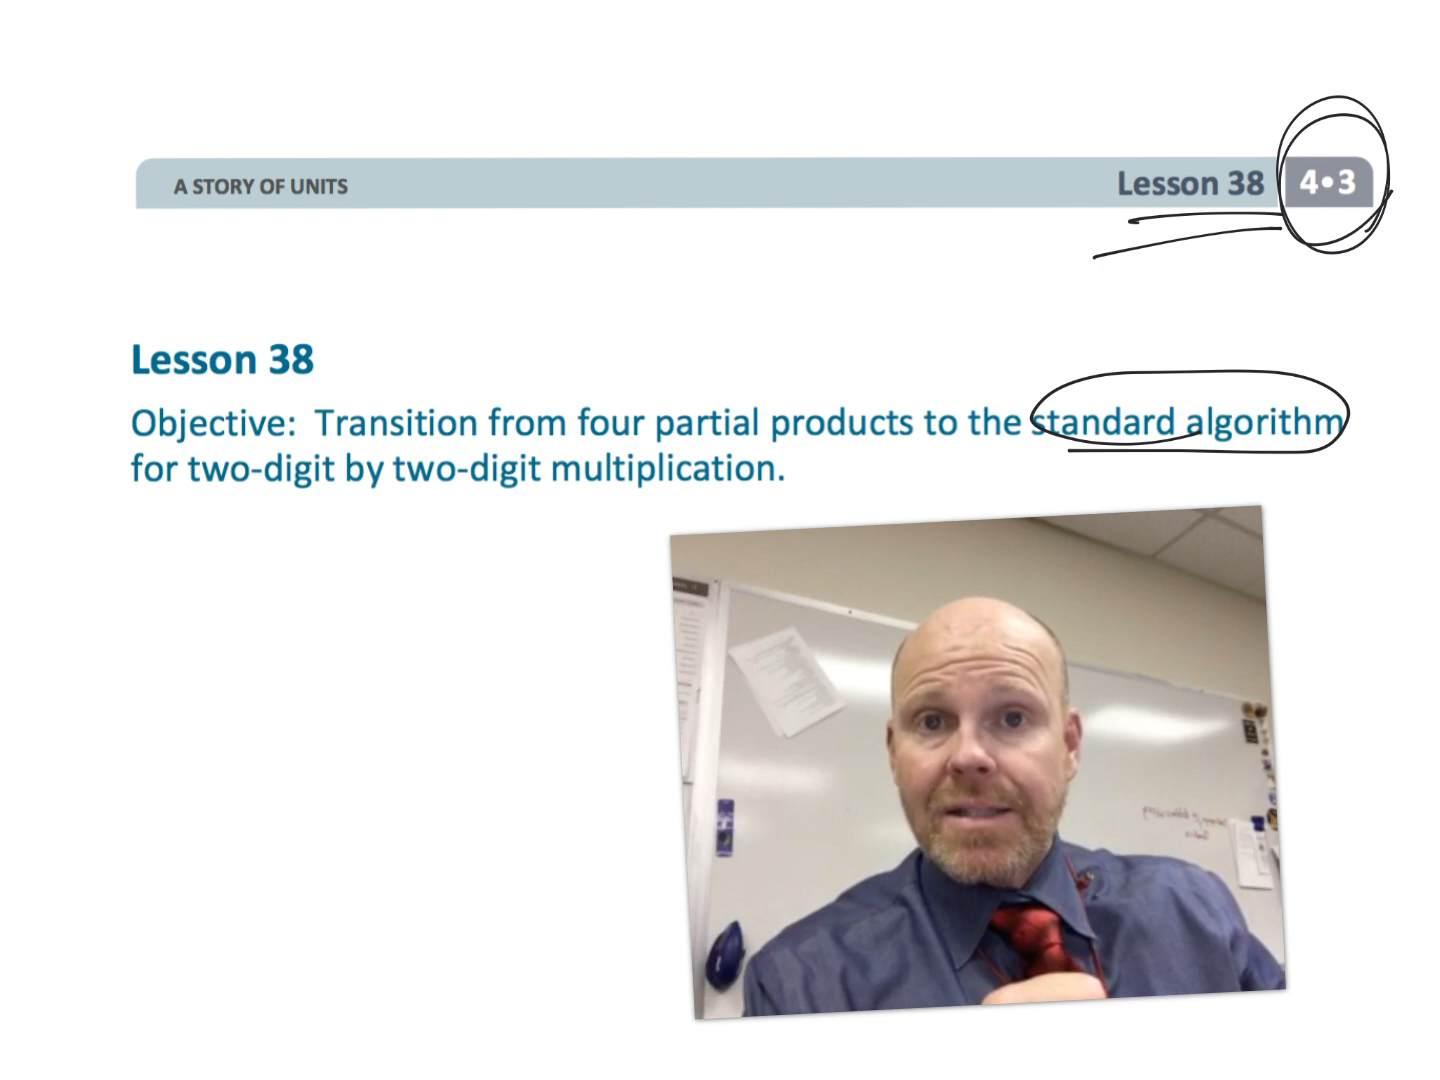 A STORY OF UNITS
Lesson 38 4•3
Lesson 38
Objective: Transition from four partial products to the standard algorithm
for two-digit by two-digit multiplication.